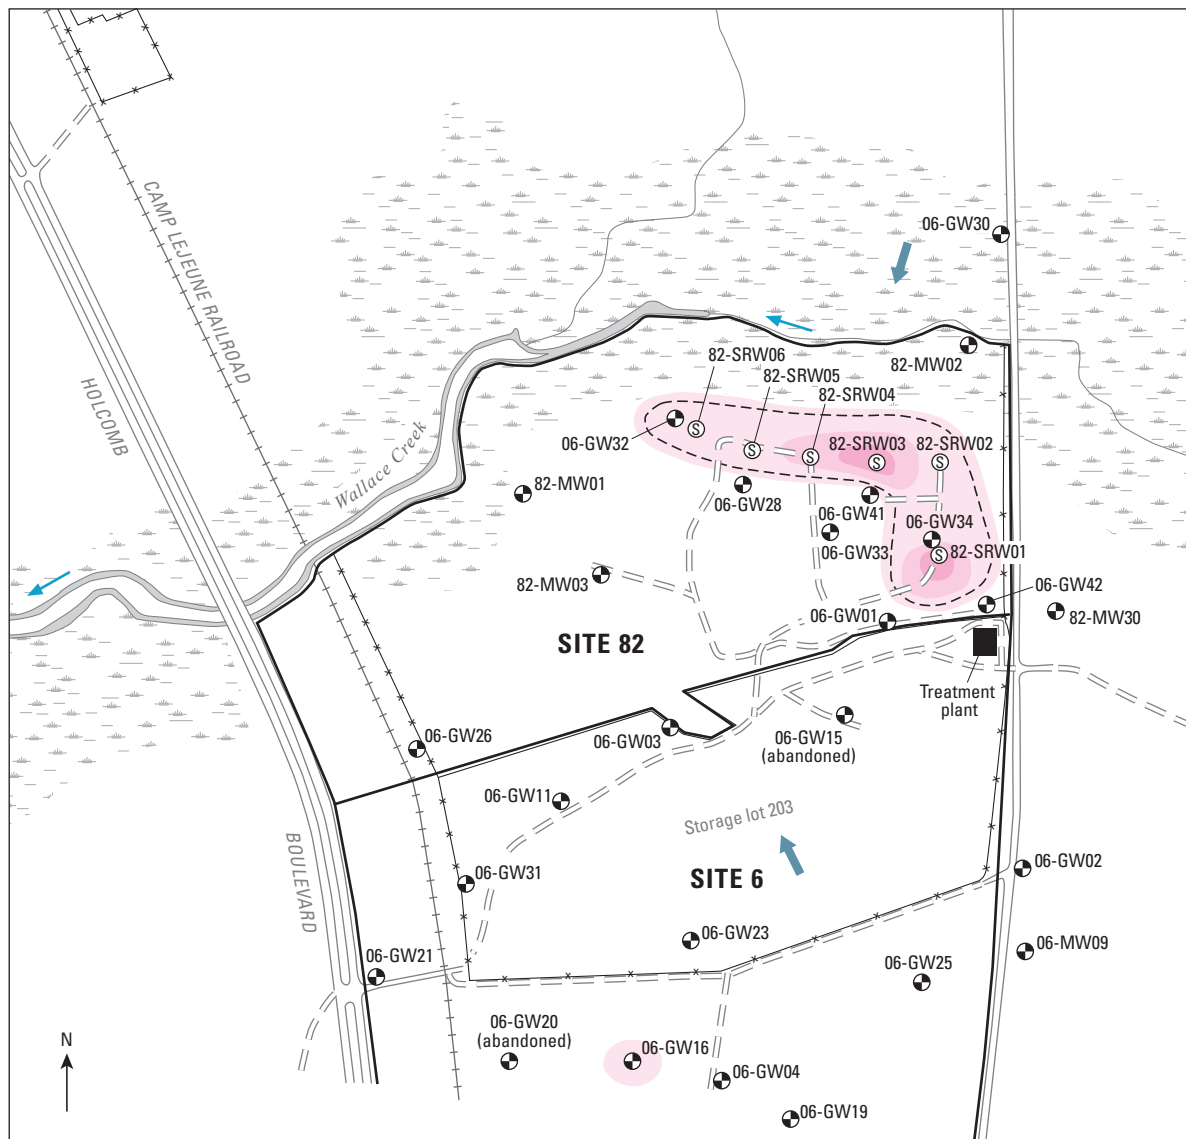 CAMP LEJEUNE RAILROAD
06-GW30
82-SRW06
82-SRW05
82-SRW04
82-MW02
HOLCOMB
Wallace Creek
06-GW32
82-SRW03
82-SRW02
S
S
S
S
S
82-MW01
06-GW28
06-GW41
06-GW34
06-GW33
82-SRW01
S
82-MW03
06-GW42
06-GW01
82-MW30
SITE 82
Treatment
plant
06-GW26
06-GW03
06-GW15
(abandoned)
06-GW11
Storage lot 203
BOULEVARD
06-GW31
SITE 6
06-GW02
06-GW23
06-MW09
06-GW21
06-GW25
06-GW20
(abandoned)
N
06-GW16
06-GW04
06-GW19